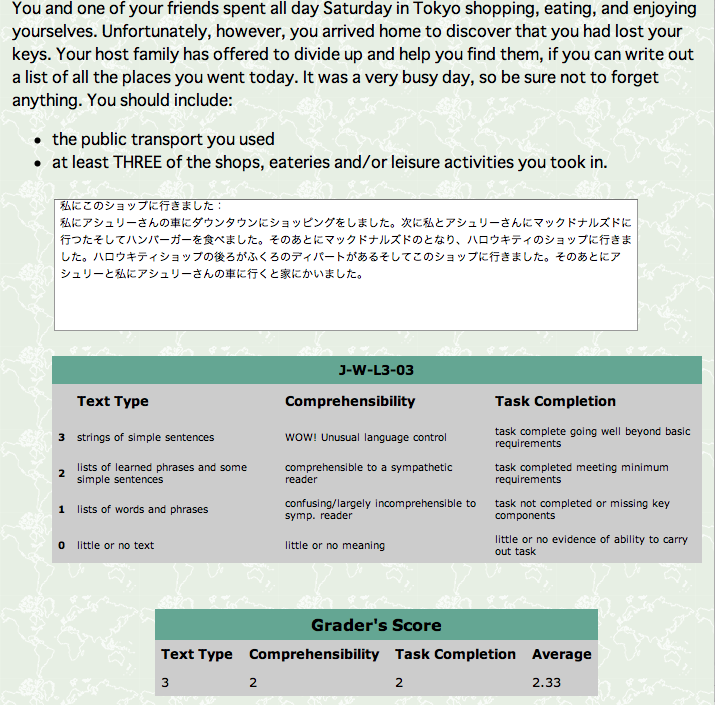 You and one of your friends spent all day Saturday in Tokyo shopping, eating, and enjoying
yourselves. Unfortunately, however, you arrived home to discover that you had lost your
keys. Your host family has offered to divide up and help you find them, if you can write out
a list of all the places you went today. It was a very busy day, so be sure not to forget
anything. You should include:
• the public transport you used
• at least THREE of the shops, eateries and/or leisure activities you took in.
私にこのショップに行きました：
私にアシュリーさんの車にダウンタウンにショッピングをしました。次に私とアシュリーさんにマックドナルズドに
行つたそしてハンバーガーを食べました。そのあとにマックドナルズドのとなり、ハロウキティのショップに行きま
した。ハロウキティショップの後ろがふくろのディパートがあるそしてこのショップに行きました。そのあとにア
シュリーと私にアシュリーさんの車に行くと家にかいました。
J-W-L3-03
Text Type Comprehensibility Task Completion
3 strings of simple sentences WOW! Unusual language control task complete going well beyond basic
requirements
2 lists of learned phrases and some
simple sentences comprehensible to a sympathetic
reader task completed meeting minimum
requirements
1 lists of words and phrases confusing/largely incomprehensible to
symp. reader task not completed or missing key
components
0 little or no text little or no meaning little or no evidence of ability to carry
out task
Grader's Score
Text Type Comprehensibility Task Completion Average
3 2 2 2.33